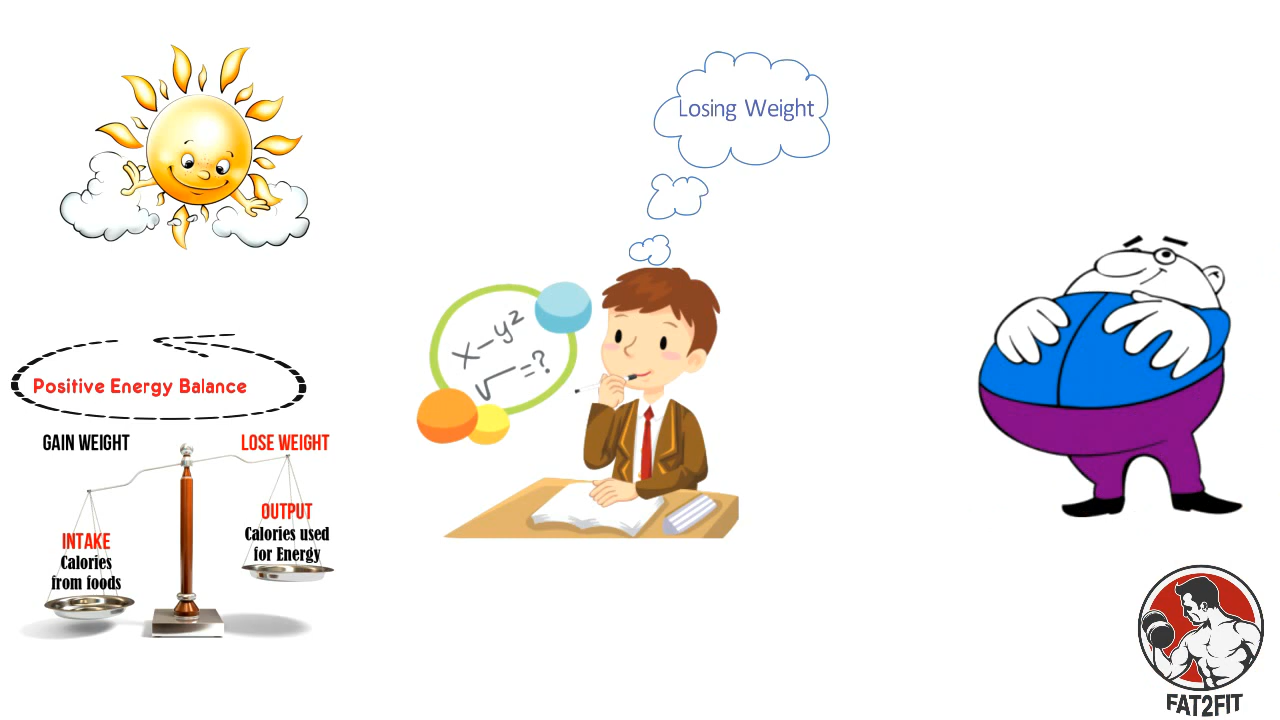 Losing Weight
x-y²
√=?
Positive Energy Balance
GAIN WEIGHT
LOSE WEIGHT
OUTPUT
Calories used
for Energy
INTAKE
Calories
from foods
FAT2FIT